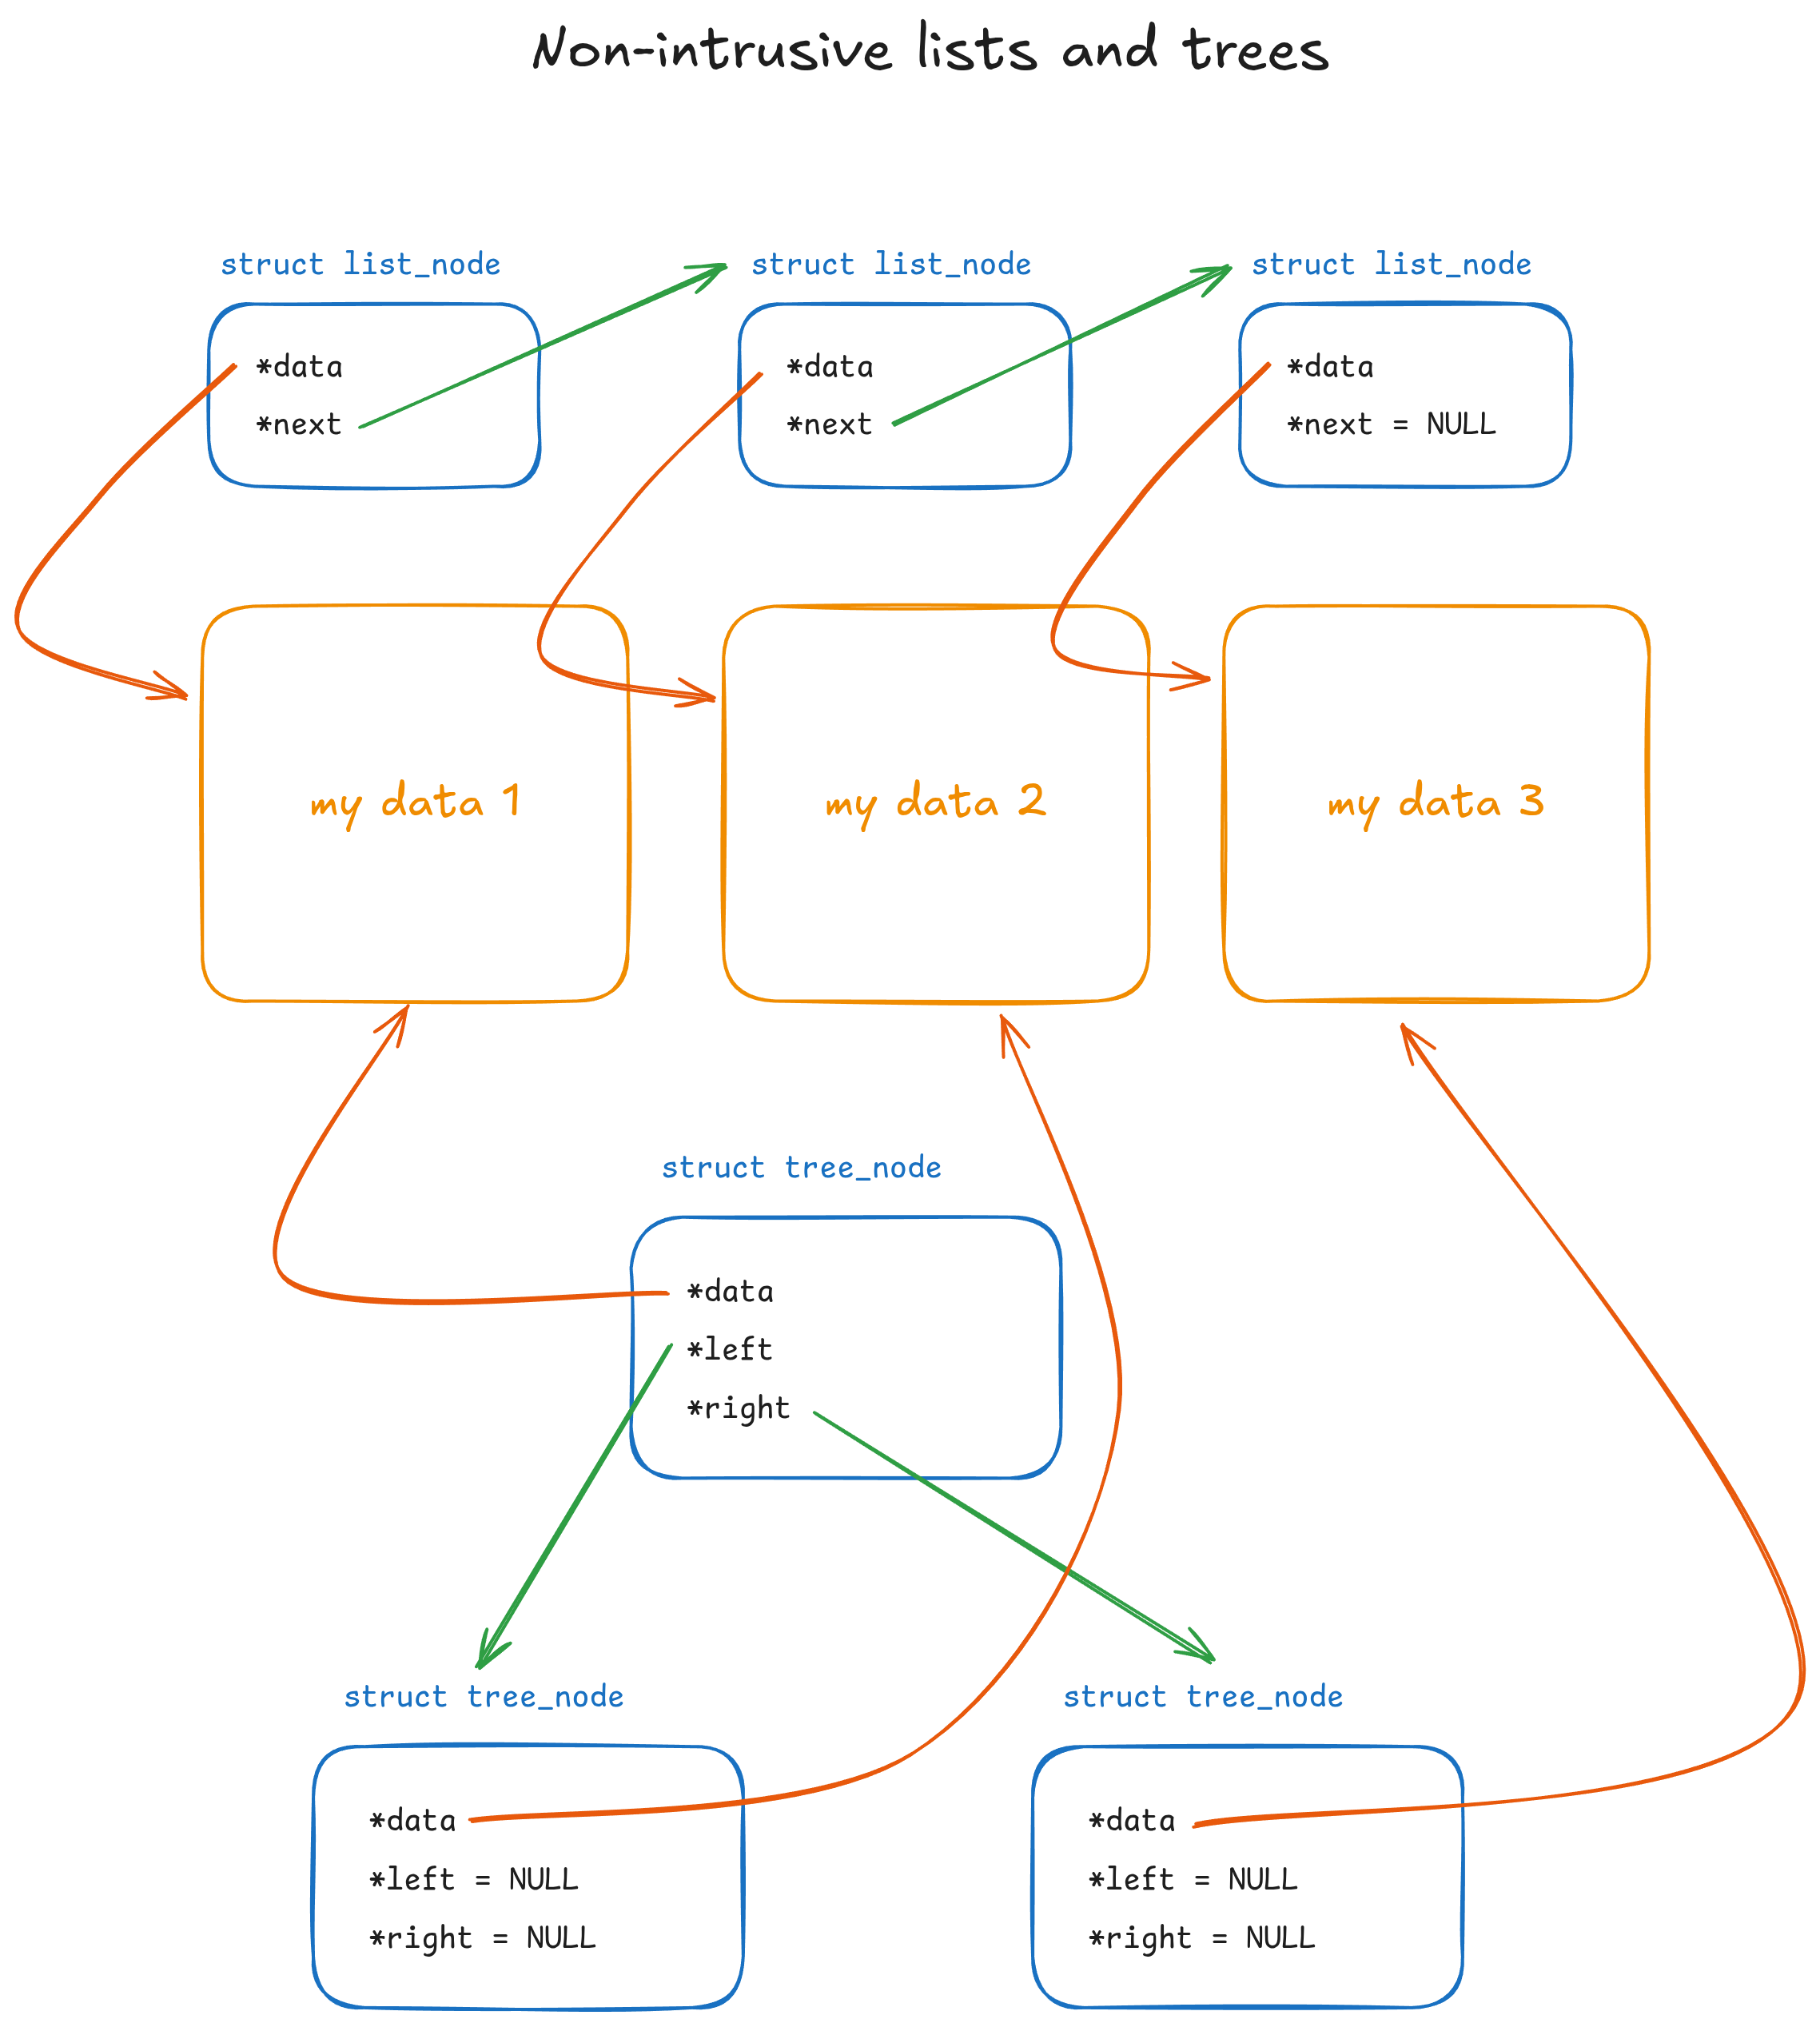 Non-intrusive lists and trees
struct list_node
struct list_node
struct list_node
*data
*next
*data
*next
*data
*next = NULL
my data 1
my data 2
my data 3
struct tree_node
*data
*left
*right
struct tree_node
struct tree_node
*data
*left = NULL
*right = NULL
*data
*left = NULL
*right = NULL